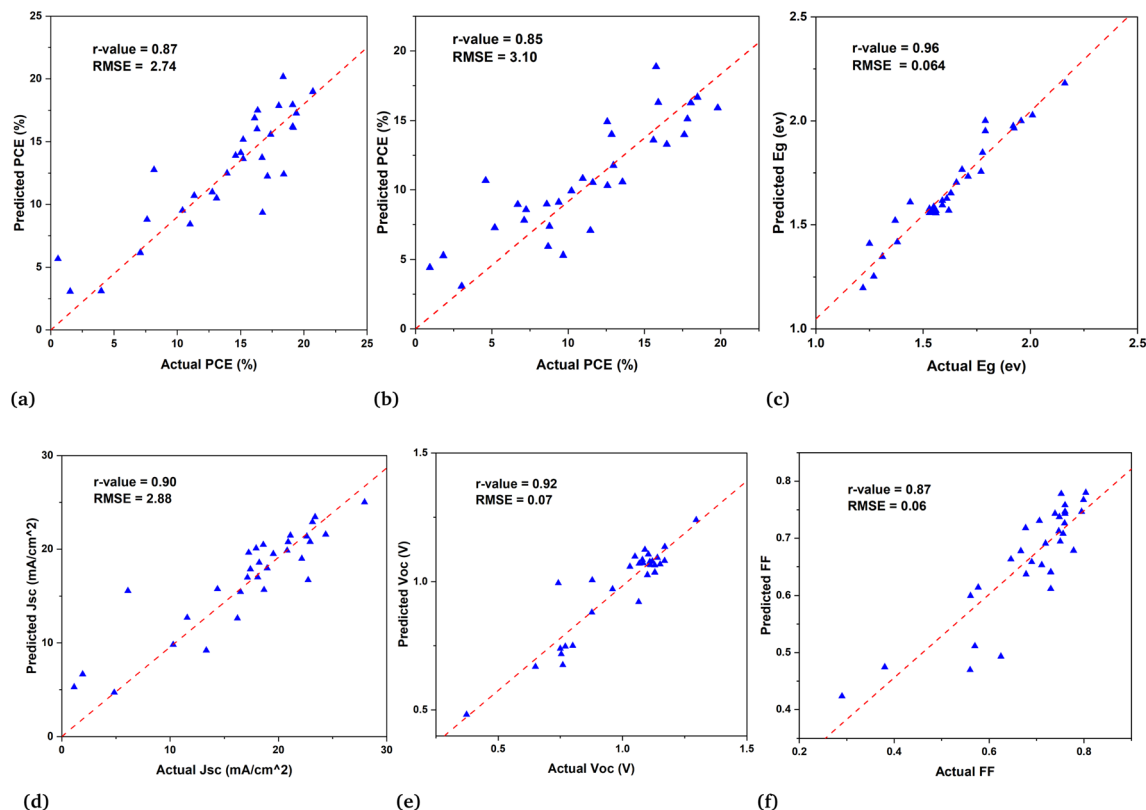 25
20
15
10
5
0
0
5
10
15
20
25
r-value = 0.87
RMSE = 2.74
Predicted PCE (%)
Actual PCE (%)
(a)
20
15
10
5
0
0
5
10
15
20
r-value = 0.85
RMSE = 3.10
Predicted PCE (%)
Actual PCE (%)
(b)
2.5
2.0
1.5
1.0
1.0
1.5
2.0
2.5
r-value = 0.96
RMSE = 0.064
Predicted Eg (ev)
Actual Eg (ev)
(c)
30
20
10
0
0
10
20
30
r-value = 0.90
RMSE = 2.88
Predicted Jsc (mA/cm^2)
Actual Jsc (mA/cm^2)
(d)
1.5
1.0
0.5
0.5
1.0
1.5
r-value = 0.92
RMSE = 0.07
Predicted Voc (V)
Actual Voc (V)
(e)
0.8
0.7
0.6
0.5
0.4
0.2
0.4
0.6
0.8
r-value = 0.87
RMSE = 0.06
Predicted FF
Actual FF
(f)